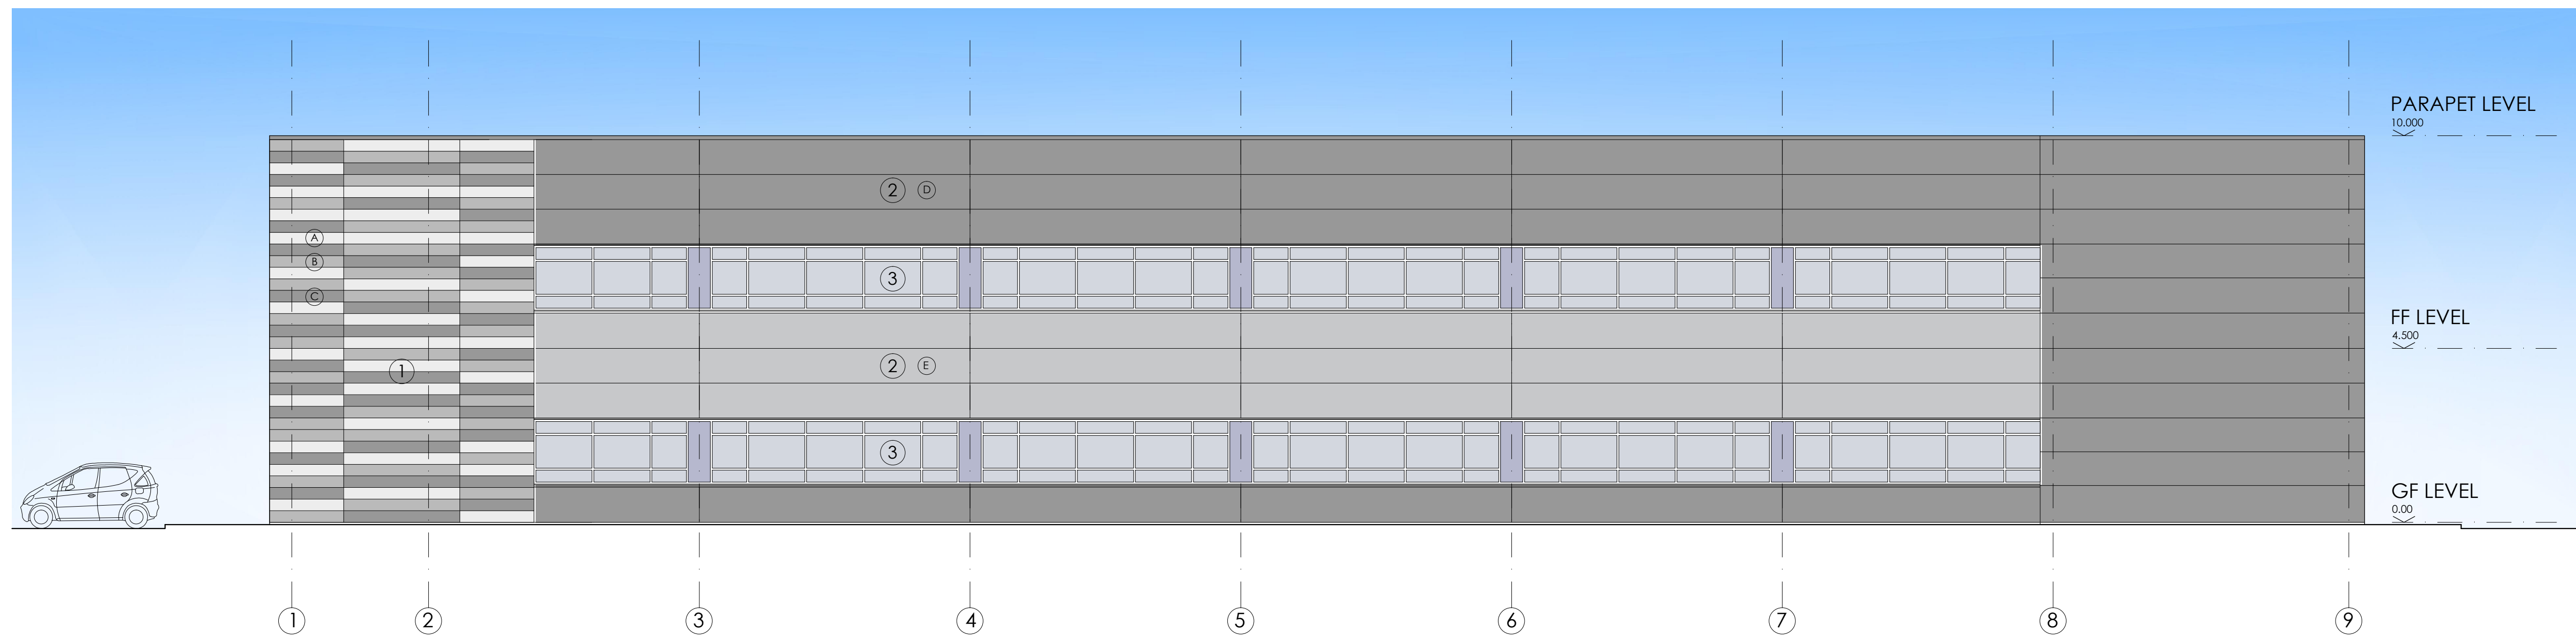 PARAPET LEVEL
10.000
2 D
A
B
C
3
FF LEVEL
4.500
2 E
1
3
GF LEVEL
0.00
1 2 3 4 5 6 7 8 9